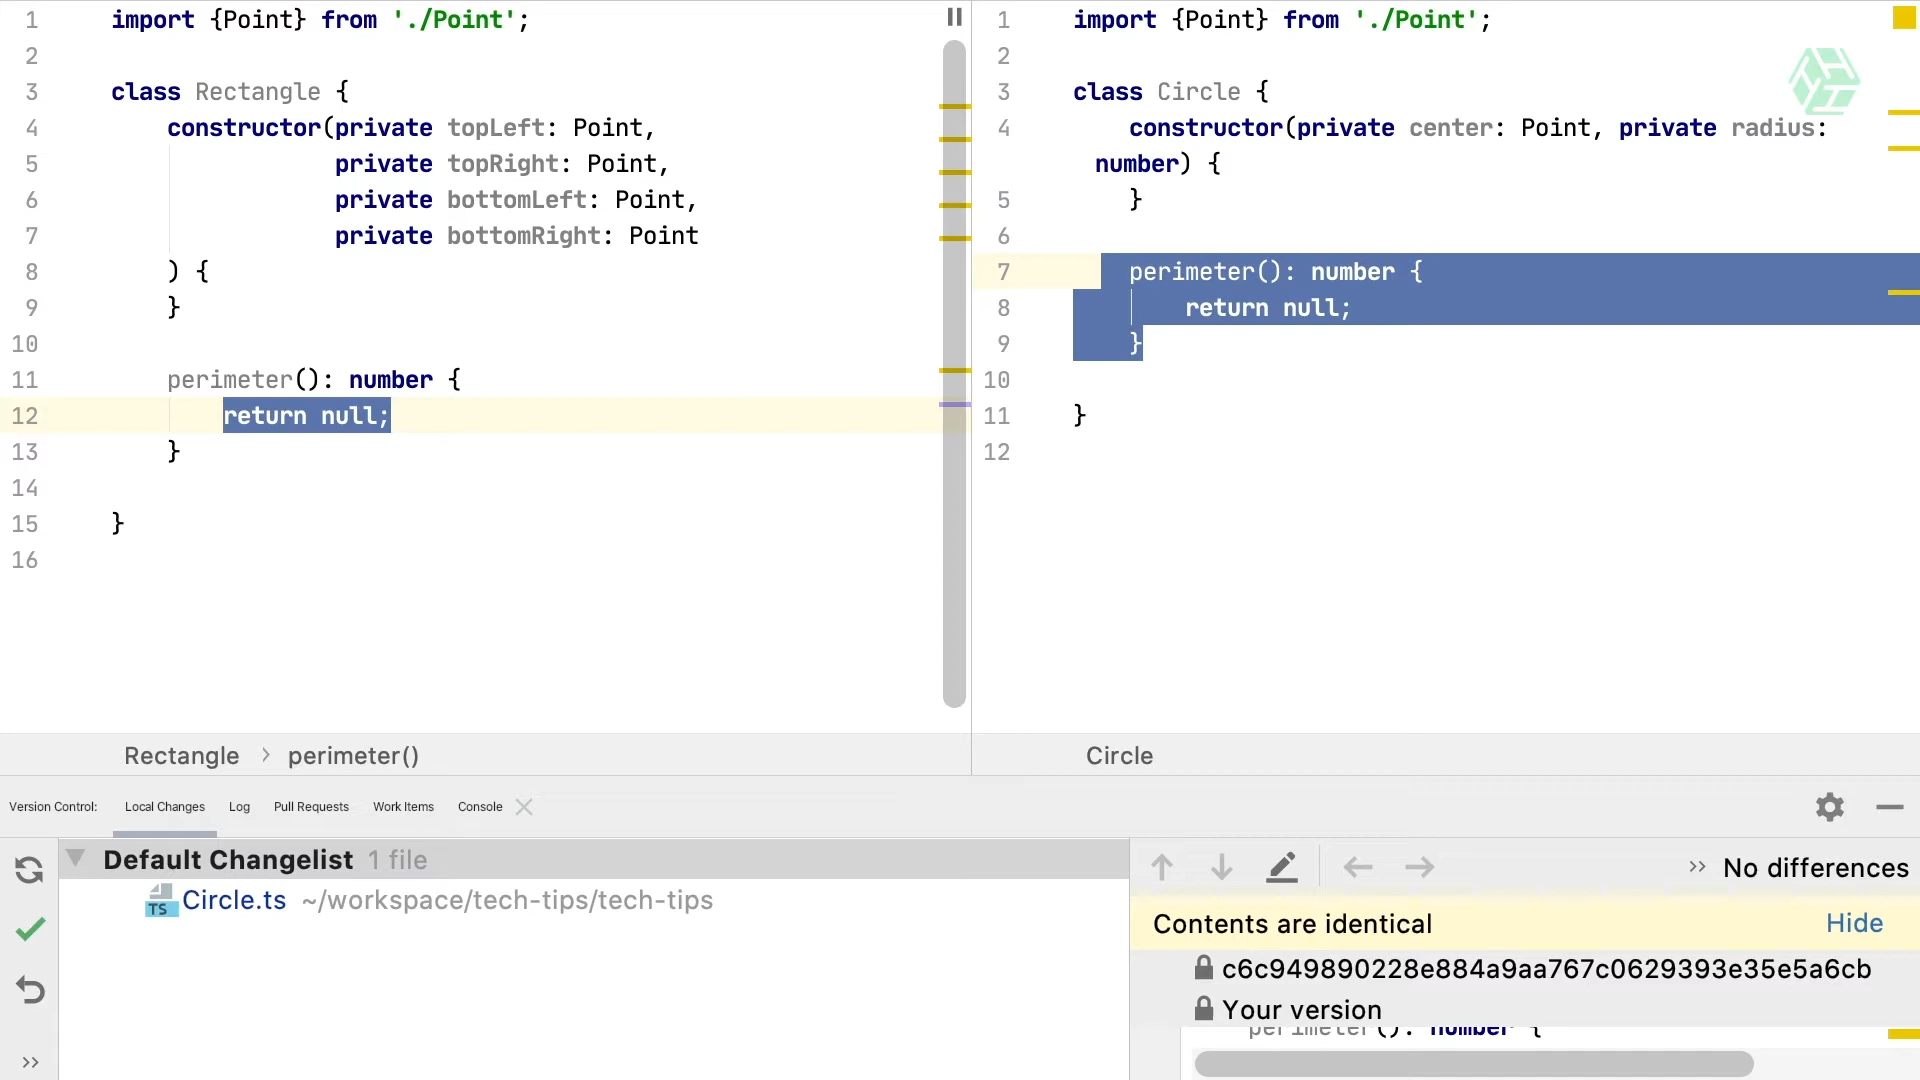 1 import {Point} from './Point';
2
3 class Rectangle {
4 constructor(private topLeft: Point,
5 private topRight: Point,
6 private bottomLeft: Point,
7 private bottomRight: Point
8 ) {
9 }
10
11 perimeter(): number {
12 return null;
13 }
14
15 }
16
1 import {Point} from './Point';
2
3 class Circle {
4 constructor(private center: Point, private radius:
number) {
5 }
6
7 perimeter(): number {
8 return null;
9 }
10
11 }
12
Rectangle > perimeter()
Circle
Version Control: Local Changes Log Pull Requests Work Items Console
Default Changelist 1 file
TS Circle.ts ~/workspace/tech-tips/tech-tips
>> No differences
Contents are identical Hide
c6c949890228e884a9aa767c0629393e35e5a6cb
Your version
perimeter(): number {
>>